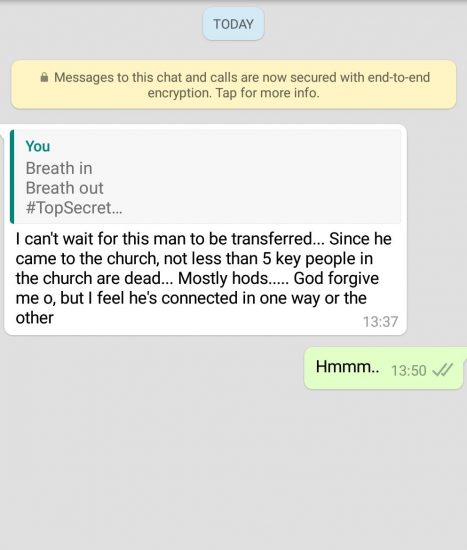 TODAY
Messages to this chat and calls are now secured with end-to-end
encryption. Tap for more info.
You
Breath in
Breath out
#TopSecret...
I can't wait for this man to be transferred... Since he
came to the church, not less than 5 key people in
the church are dead... Mostly hods..... God forgive
me o, but I feel he's connected in one way or the
other
13:37
Hmmm.. 13:50